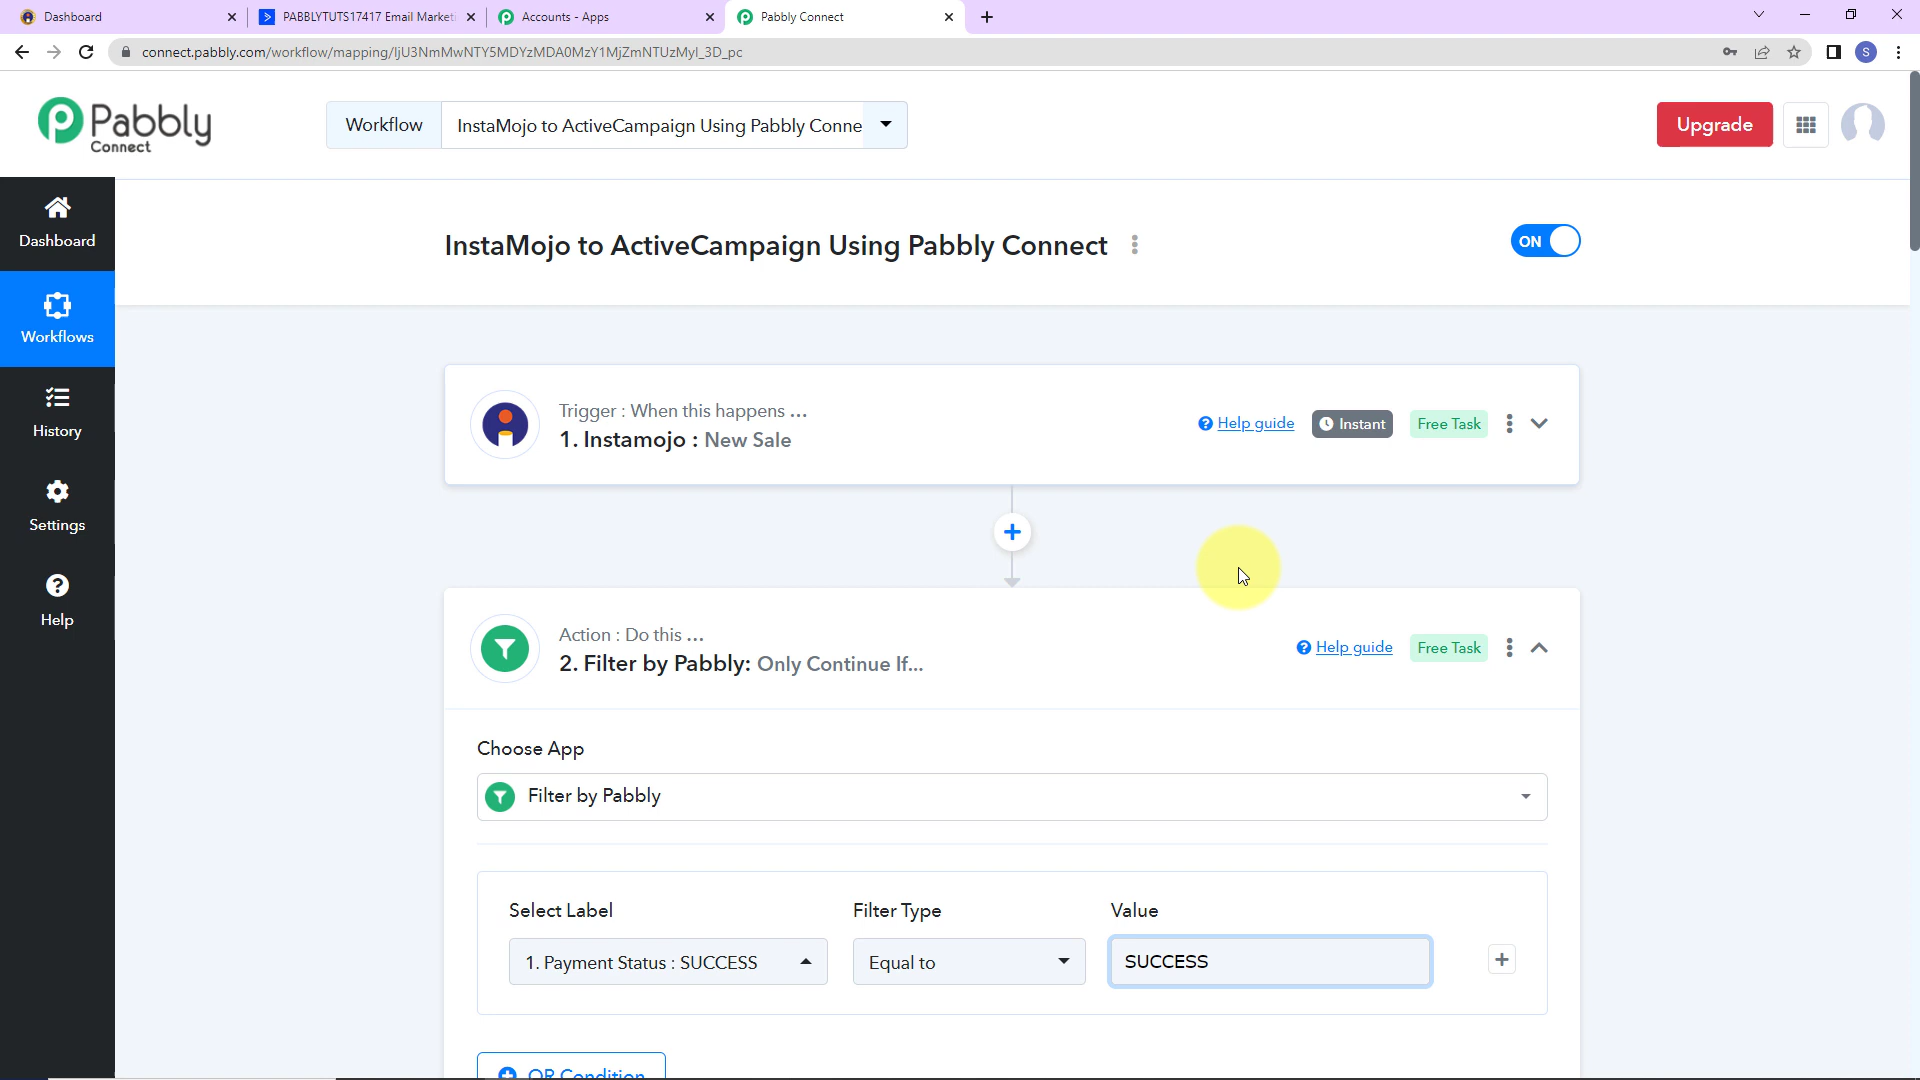 Dashboard
PABBLYTUTS17417 Email Marketi
Accounts - Apps
Pabbly Connect
connect.pabbly.com/workflow/mapping/IjU3NmMwNTY5MDYzMDA0MzY1MjZmNTUzMyI_3D_pc
S
Pabbly
Connect
Workflow
InstaMojo to ActiveCampaign Using Pabbly Conne
Upgrade
Dashboard
Workflows
History
Settings
Help
InstaMojo to ActiveCampaign Using Pabbly Connect
ON
Trigger : When this happens ...
1. Instamojo : New Sale
Help guide
Instant
Free Task
Action : Do this ...
2. Filter by Pabbly: Only Continue If...
Help guide
Free Task
Choose App
Filter by Pabbly
Select Label
Filter Type
Value
1. Payment Status : SUCCESS
Equal to
SUCCESS
OR Condition